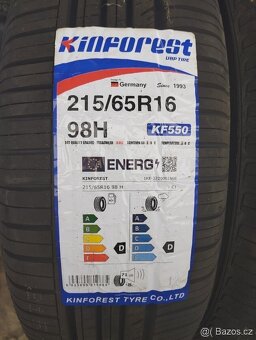 Kinforest
UHP TYRE
Germany Since 1993
215/65R16
98H KF550
ENERG
KINFOREST
215/65R16 98 H C1
A A
B B
C C
D D D D
E E
KINFOREST TYRE CO.,LTD
bazos.cz